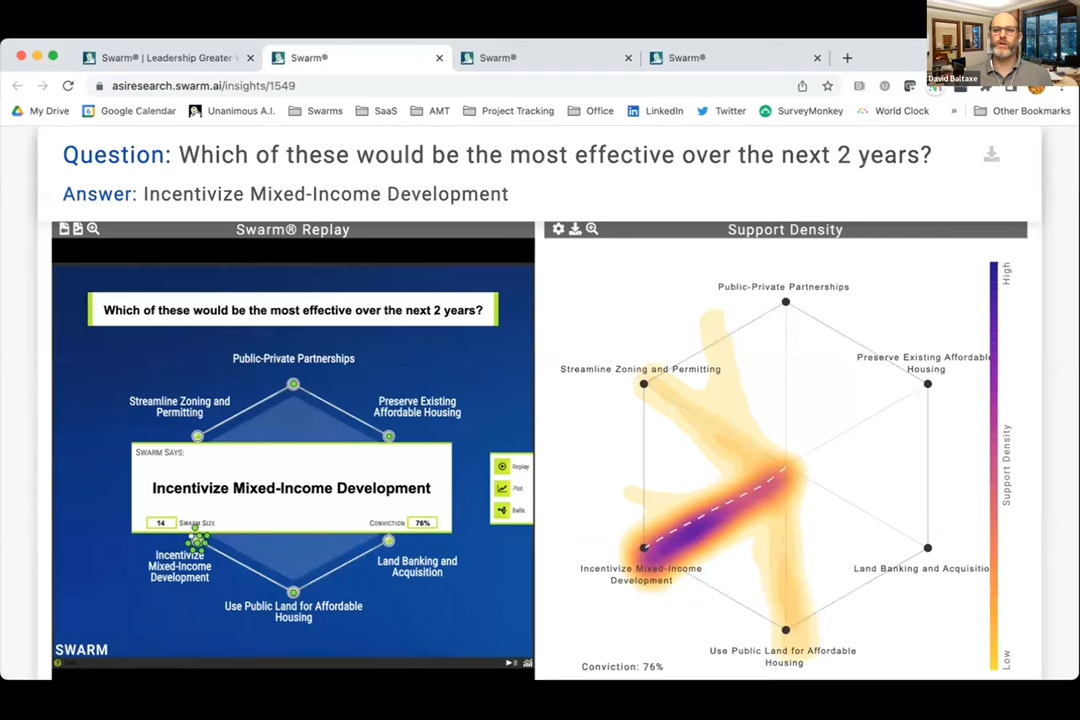 Swarm® | Leadership Greater
Swarm®
Swarm®
Swarm®
David Baltaxe
asiresearch.swarm.ai/insights/1549
My Drive
Google Calendar
Unanimous A.I.
Swarms
SaaS
AMT
Project Tracking
Office
LinkedIn
Twitter
SurveyMonkey
World Clock
»
Other Bookmarks
Question: Which of these would be the most effective over the next 2 years?
Answer: Incentivize Mixed-Income Development
Swarm® Replay
Which of these would be the most effective over the next 2 years?
Public-Private Partnerships
Streamline Zoning and
Permitting
Preserve Existing
Affordable Housing
SWARM SAYS:
Incentivize Mixed-Income Development
14 SWARM SIZE
CONVICTION 76%
Replay
Plot
Balls
Incentivize
Mixed-Income
Development
Land Banking and
Acquisition
Use Public Land for Affordable
Housing
SWARM
Support Density
Public-Private Partnerships
Streamline Zoning and Permitting
Preserve Existing Affordable
Housing
Incentivize Mixed-Income
Development
Land Banking and Acquisitio
Use Public Land for Affordable
Housing
Conviction: 76%
High
Support Density
Low